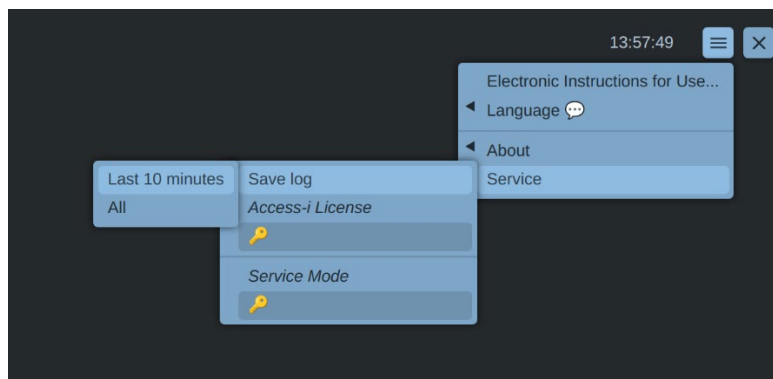 13:57:49
Electronic Instructions for Use...
Language
About
Service
Save log
Access-i License
Service Mode
Last 10 minutes
All